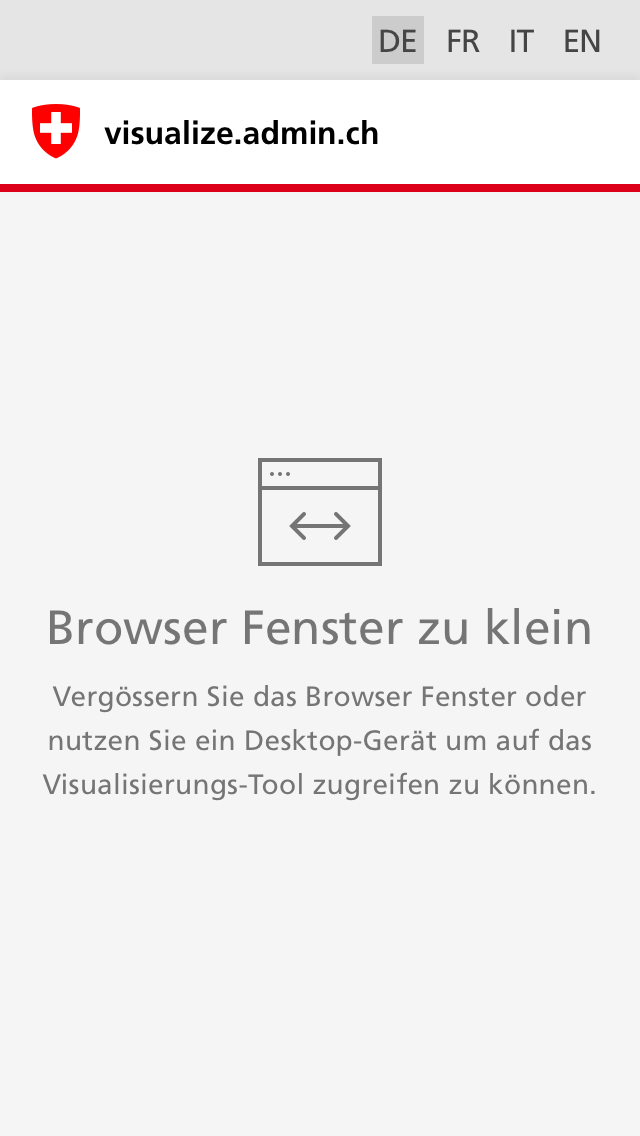 DE FR IT EN
visualize.admin.ch
Browser Fenster zu klein
Vergössern Sie das Browser Fenster oder
nutzen Sie ein Desktop-Gerät um auf das
Visualisierungs-Tool zugreifen zu können.